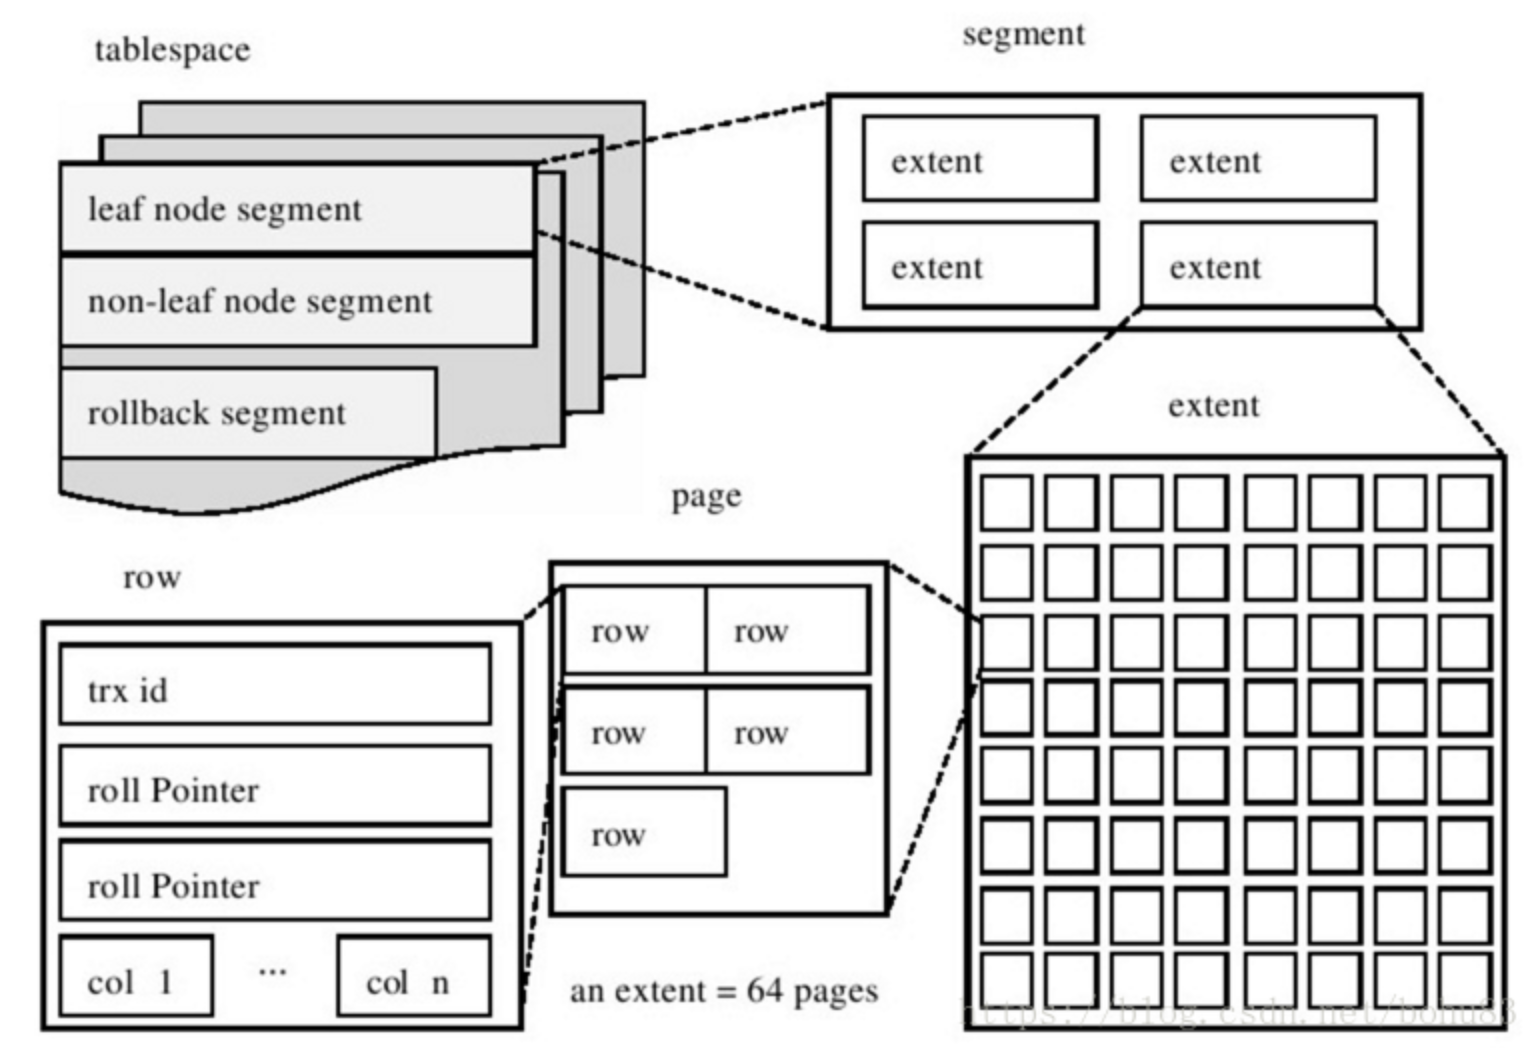 tablespace
segment
leaf node segment
non-leaf node segment
rollback segment
extent
extent
extent
extent
extent
page
row
row
row
row
row
row
trx id
roll Pointer
roll Pointer
col 1
...
col n
an extent = 64 pages
https://blog.csdn.net/bohu83